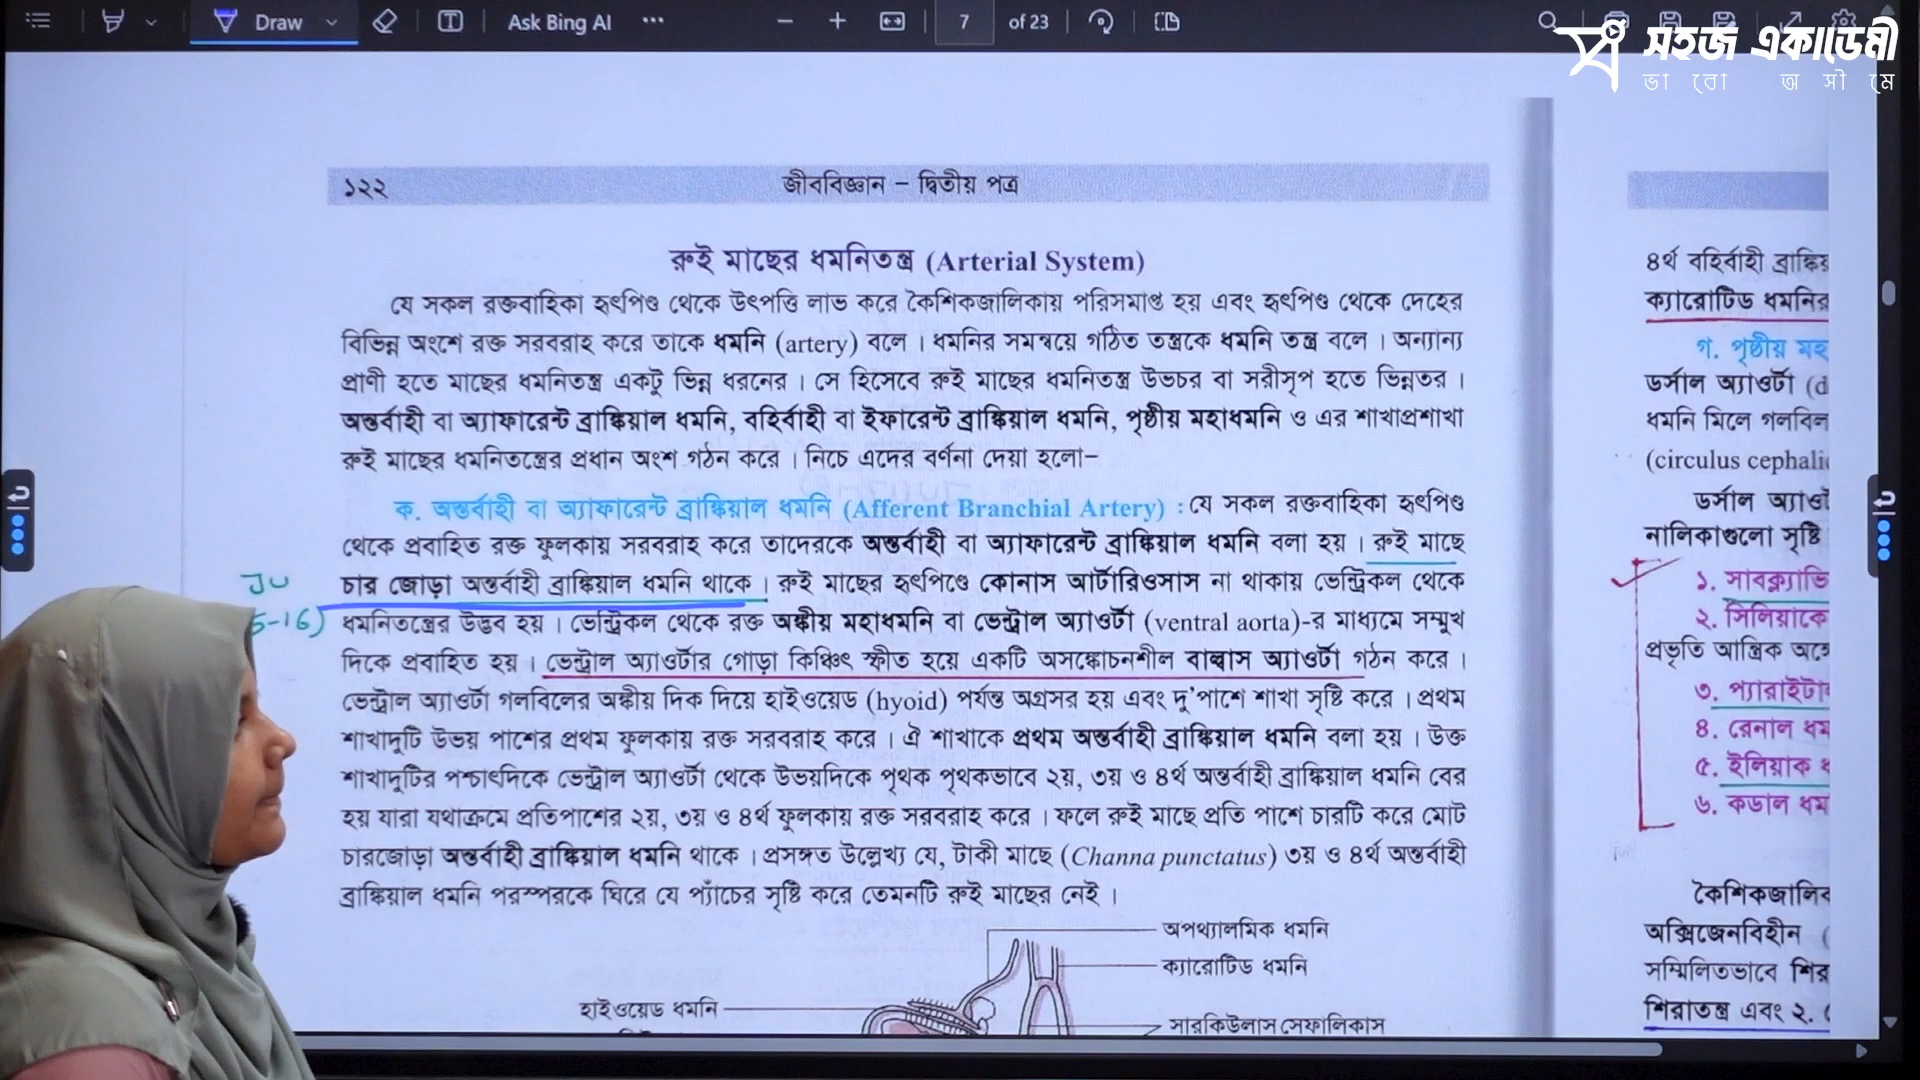 Draw
Ask Bing AI
7 of 23
সহজ একাডেমী
ভাবো অসীমে
১২২ জীববিজ্ঞান – দ্বিতীয় পত্র
রুই মাছের ধমনিতন্ত্র (Arterial System)
যে সকল রক্তবাহিকা হৃৎপিণ্ড থেকে উৎপত্তি লাভ করে কৈশিকজালিকায় পরিসমাপ্ত হয় এবং হৃৎপিণ্ড থেকে দেহের
বিভিন্ন অংশে রক্ত সরবরাহ করে তাকে ধমনি (artery) বলে। ধমনির সমন্বয়ে গঠিত তন্ত্রকে ধমনি তন্ত্র বলে। অন্যান্য
প্রাণী হতে মাছের ধমনিতন্ত্র একটু ভিন্ন ধরনের। সে হিসেবে রুই মাছের ধমনিতন্ত্র উভচর বা সরীসৃপ হতে ভিন্নতর।
অন্তর্বাহী বা অ্যাফারেন্ট ব্রাঙ্কিয়াল ধমনি, বহির্বাহী বা ইফারেন্ট ব্রাঙ্কিয়াল ধমনি, পৃষ্ঠীয় মহাধমনি ও এর শাখাপ্রশাখা
রুই মাছের ধমনিতন্ত্রের প্রধান অংশ গঠন করে। নিচে এদের বর্ণনা দেয়া হলো–
ক. অন্তর্বাহী বা অ্যাফারেন্ট ব্রাঙ্কিয়াল ধমনি (Afferent Branchial Artery) : যে সকল রক্তবাহিকা হৃৎপিণ্ড
থেকে প্রবাহিত রক্ত ফুলকায় সরবরাহ করে তাদেরকে অন্তর্বাহী বা অ্যাফারেন্ট ব্রাঙ্কিয়াল ধমনি বলা হয়। রুই মাছে
JU
চার জোড়া অন্তর্বাহী ব্রাঙ্কিয়াল ধমনি থাকে। রুই মাছের হৃৎপিণ্ডে কোনাস আর্টারিওসাস না থাকায় ভেন্ট্রিকল থেকে
5-16)
ধমনিতন্ত্রের উদ্ভব হয়। ভেন্ট্রিকল থেকে রক্ত অঙ্কীয় মহাধমনি বা ভেন্ট্রাল অ্যাওর্টা (ventral aorta)-র মাধ্যমে সম্মুখ
দিকে প্রবাহিত হয়। ভেন্ট্রাল অ্যাওর্টার গোড়া কিঞ্চিৎ স্ফীত হয়ে একটি অসঙ্কোচনশীল বাল্বাস অ্যাওর্টা গঠন করে।
ভেন্ট্রাল অ্যাওর্টা গলবিলের অঙ্কীয় দিক দিয়ে হাইওয়েড (hyoid) পর্যন্ত অগ্রসর হয় এবং দু'পাশে শাখা সৃষ্টি করে। প্রথম
শাখাদুটি উভয় পাশের প্রথম ফুলকায় রক্ত সরবরাহ করে। ঐ শাখাকে প্রথম অন্তর্বাহী ব্রাঙ্কিয়াল ধমনি বলা হয়। উক্ত
শাখাদুটির পশ্চাৎদিকে ভেন্ট্রাল অ্যাওর্টা থেকে উভয়দিকে পৃথক পৃথকভাবে ২য়, ৩য় ও ৪র্থ অন্তর্বাহী ব্রাঙ্কিয়াল ধমনি বের
হয় যারা যথাক্রমে প্রতিপাশের ২য়, ৩য় ও ৪র্থ ফুলকায় রক্ত সরবরাহ করে। ফলে রুই মাছে প্রতি পাশে চারটি করে মোট
চারজোড়া অন্তর্বাহী ব্রাঙ্কিয়াল ধমনি থাকে। প্রসঙ্গত উল্লেখ্য যে, টাকী মাছে (Channa punctatus) ৩য় ও ৪র্থ অন্তর্বাহী
ব্রাঙ্কিয়াল ধমনি পরস্পরকে ঘিরে যে প্যাঁচের সৃষ্টি করে তেমনটি রুই মাছের নেই।
অপথ্যালমিক ধমনি
ক্যারোটিড ধমনি
হাইওয়েড ধমনি
সারকিউলাস সেফালিকাস
৪র্থ বহির্বাহী
ক্যারোটিড ধমনির
গ. পৃষ্ঠীয়
ডর্সাল অ্যাওর্টা
ধমনি মিলে গলবিল
(circulus
ডর্সাল
নালিকাগুলো সৃষ্টি
১.
২.
প্রভৃতি আন্ত্রিক
৩.
৪. রেনাল
৫. ইলিয়াক
৬. কডাল
অক্সিজেনবিহীন
সম্মিলিতভাবে
শিরাতন্ত্র এবং ২.